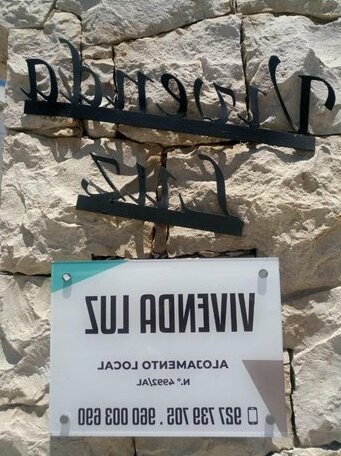 Vivenda
Luz
VIVENDA LUZ
ALOJAMENTO LOCAL
N.º 4992/AL
927 739 705 . 960 003 690